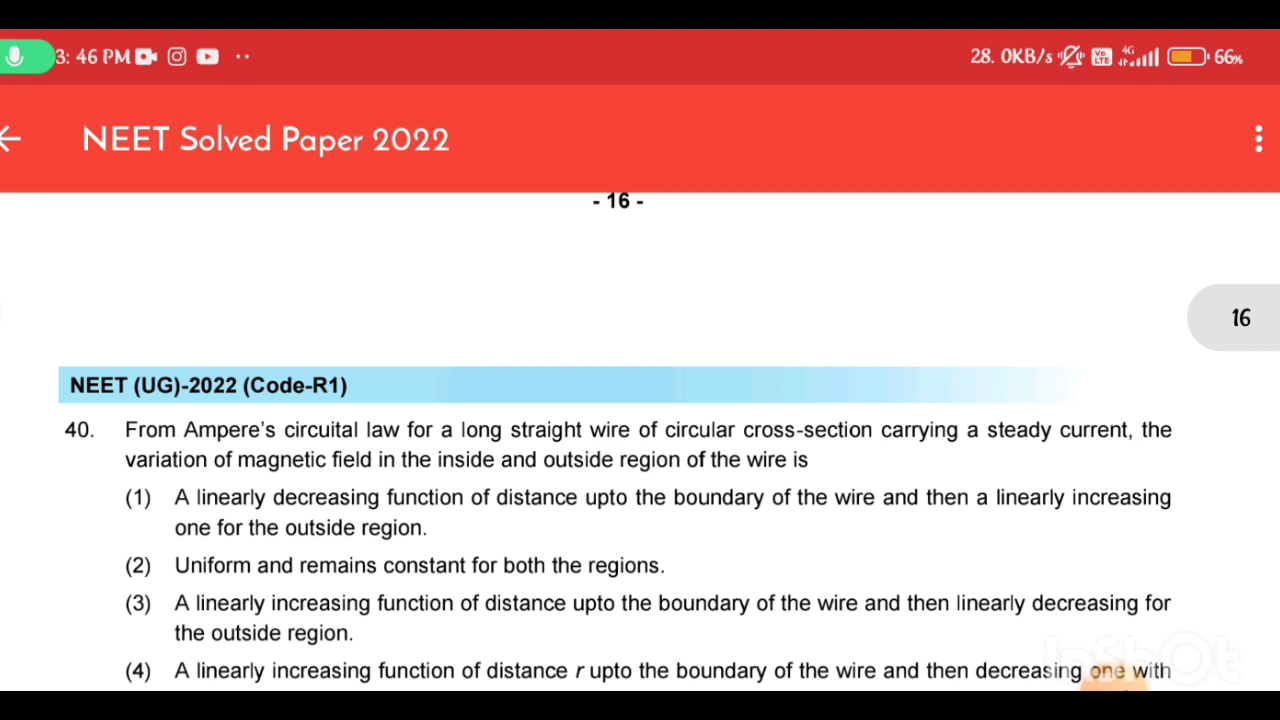 3: 46 PM ·· 28. 0KB/s Vo LTE 4G 66%
NEET Solved Paper 2022
- 16 -
16
NEET (UG)-2022 (Code-R1)
40. From Ampere's circuital law for a long straight wire of circular cross-section carrying a steady current, the
variation of magnetic field in the inside and outside region of the wire is
(1) A linearly decreasing function of distance upto the boundary of the wire and then a linearly increasing
one for the outside region.
(2) Uniform and remains constant for both the regions.
(3) A linearly increasing function of distance upto the boundary of the wire and then linearly decreasing for
the outside region.
InShOt
(4) A linearly increasing function of distance r upto the boundary of the wire and then decreasing one with